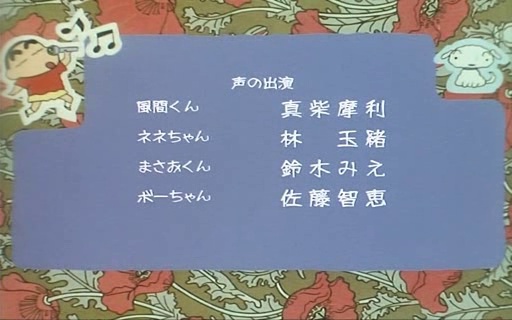 声の出演
風間くん 真柴摩利
ネネちゃん 林 玉緒
まさおくん 鈴木みえ
ボーちゃん 佐藤智恵